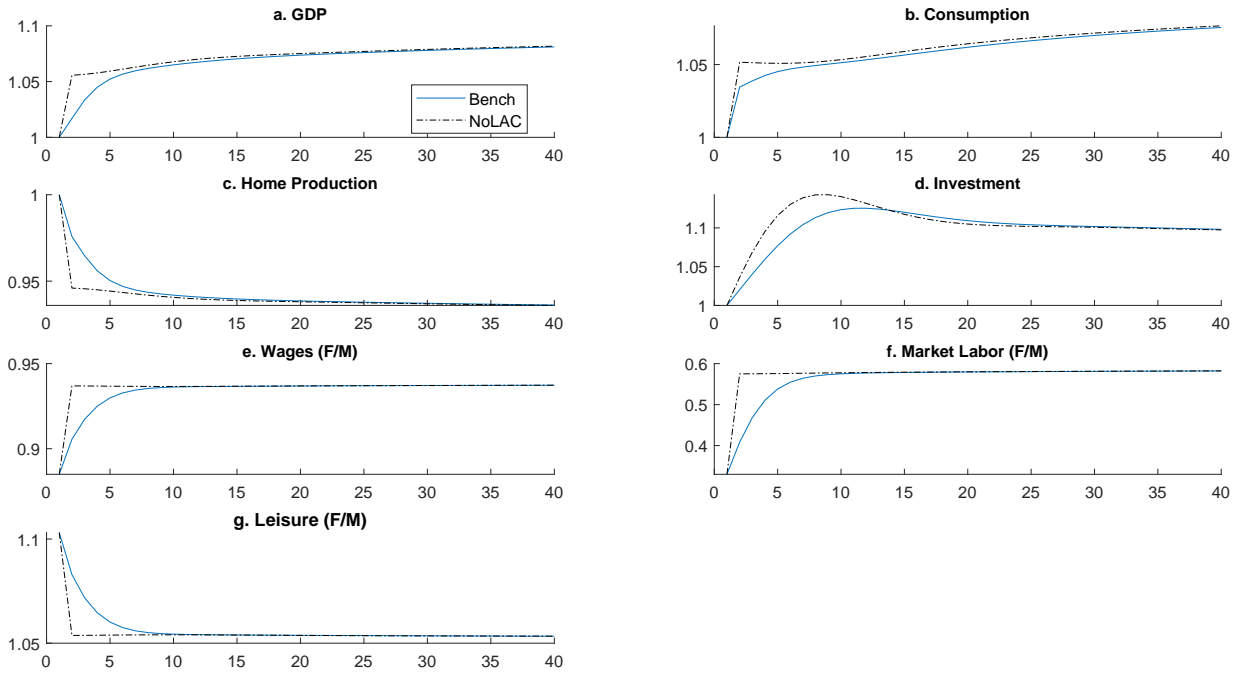 a. GDP
1.1
1.05
1
0 5 10 15 20 25 30 35 40
Bench
NoLAC
b. Consumption
1.05
1
0 5 10 15 20 25 30 35 40
c. Home Production
1
0.95
0 5 10 15 20 25 30 35 40
d. Investment
1.1
1.05
1
0 5 10 15 20 25 30 35 40
e. Wages (F/M)
0.95
0.9
0 5 10 15 20 25 30 35 40
f. Market Labor (F/M)
0.6
0.5
0.4
0 5 10 15 20 25 30 35 40
g. Leisure (F/M)
1.1
1.05
0 5 10 15 20 25 30 35 40